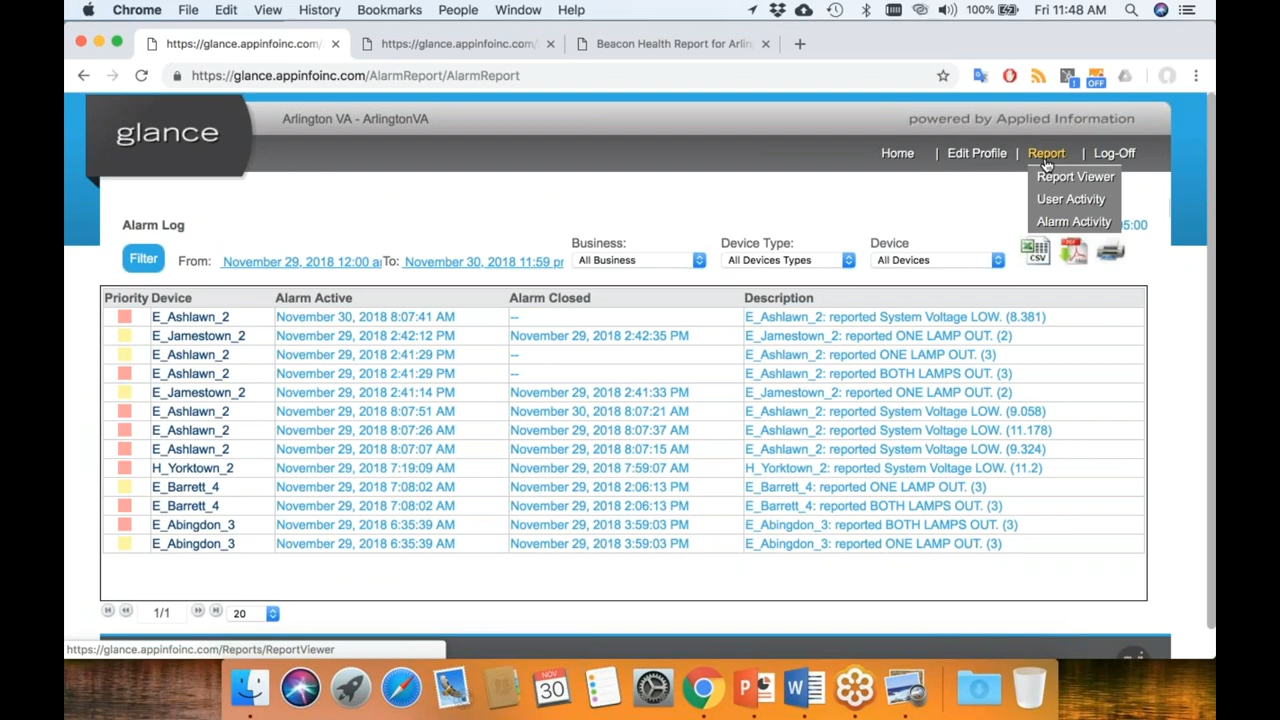 Chrome File Edit View History Bookmarks People Window Help 100% Fri 11:48 AM
https://glance.appinfoinc.com/ https://glance.appinfoinc.com/ Beacon Health Report for Arlin
https://glance.appinfoinc.com/AlarmReport/AlarmReport 1 OFF
glance Arlington VA - ArlingtonVA powered by Applied Information
Home | Edit Profile | Report | Log-Off
Report Viewer
User Activity
Alarm Activity
Alarm Log 05:00
Business: Device Type: Device
Filter From: November 29, 2018 12:00 a To: November 30, 2018 11:59 p All Business All Devices Types All Devices CSV PDF
Priority Device Alarm Active Alarm Closed Description
E_Ashlawn_2 November 30, 2018 8:07:41 AM -- E_Ashlawn_2: reported System Voltage LOW. (8.381)
E_Jamestown_2 November 29, 2018 2:42:12 PM November 29, 2018 2:42:35 PM E_Jamestown_2: reported ONE LAMP OUT. (2)
E_Ashlawn_2 November 29, 2018 2:41:29 PM -- E_Ashlawn_2: reported ONE LAMP OUT. (3)
E_Ashlawn_2 November 29, 2018 2:41:29 PM -- E_Ashlawn_2: reported BOTH LAMPS OUT. (3)
E_Jamestown_2 November 29, 2018 2:41:14 PM November 29, 2018 2:41:33 PM E_Jamestown_2: reported ONE LAMP OUT. (2)
E_Ashlawn_2 November 29, 2018 8:07:51 AM November 30, 2018 8:07:21 AM E_Ashlawn_2: reported System Voltage LOW. (9.058)
E_Ashlawn_2 November 29, 2018 8:07:26 AM November 29, 2018 8:07:37 AM E_Ashlawn_2: reported System Voltage LOW. (11.178)
E_Ashlawn_2 November 29, 2018 8:07:07 AM November 29, 2018 8:07:15 AM E_Ashlawn_2: reported System Voltage LOW. (9.324)
H_Yorktown_2 November 29, 2018 7:19:09 AM November 29, 2018 7:59:07 AM H_Yorktown_2: reported System Voltage LOW. (11.2)
E_Barrett_4 November 29, 2018 7:08:02 AM November 29, 2018 2:06:13 PM E_Barrett_4: reported ONE LAMP OUT. (3)
E_Barrett_4 November 29, 2018 7:08:02 AM November 29, 2018 2:06:13 PM E_Barrett_4: reported BOTH LAMPS OUT. (3)
E_Abingdon_3 November 29, 2018 6:35:39 AM November 29, 2018 3:59:03 PM E_Abingdon_3: reported BOTH LAMPS OUT. (3)
E_Abingdon_3 November 29, 2018 6:35:39 AM November 29, 2018 3:59:03 PM E_Abingdon_3: reported ONE LAMP OUT. (3)
1/1 20
https://glance.appinfoinc.com/Reports/ReportViewer
NOV
30 P W